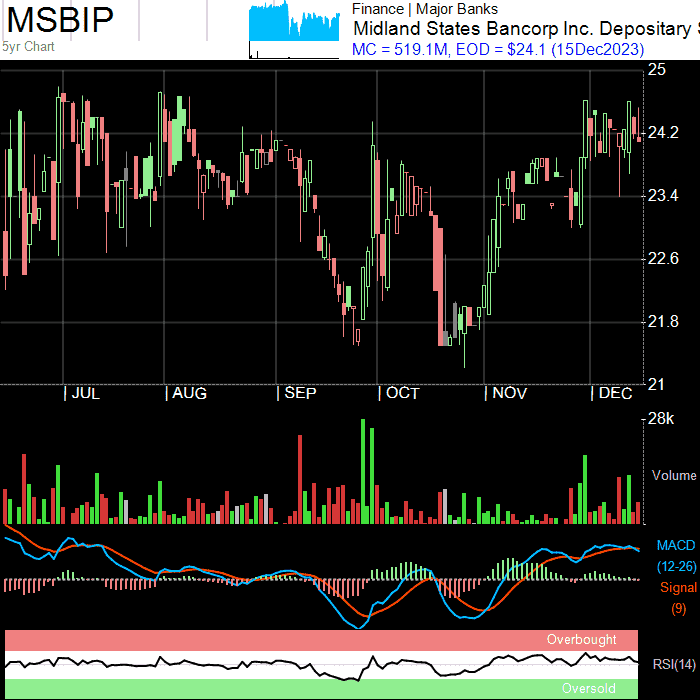 MSBIP
5yr Chart
Finance | Major Banks
Midland States Bancorp Inc. Depositary
MC = 519.1M, EOD = $24.1 (15Dec2023)
25
24.2
23.4
22.6
21.8
21
| JUL | AUG | SEP | OCT | NOV | DEC
28k
Volume
MACD
(12-26)
Signal
(9)
Overbought
RSI(14)
Oversold